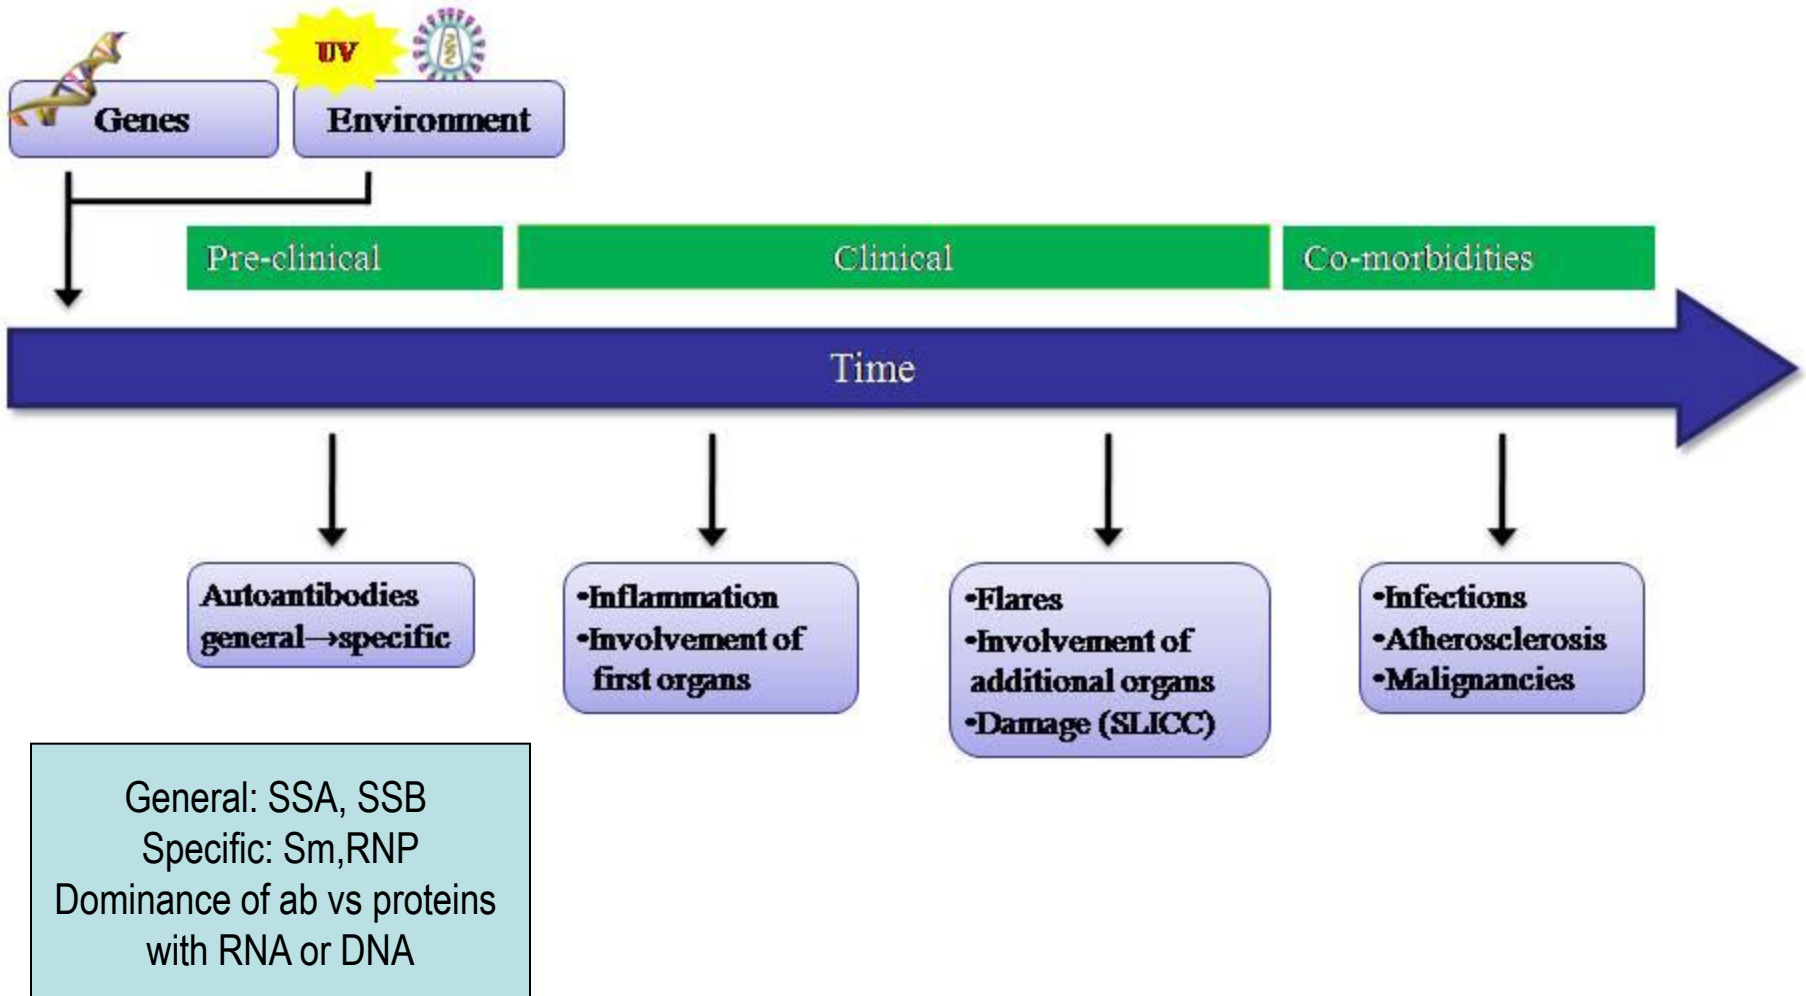 UV
Genes
Environment
Pre-clinical
Clinical
Co-morbidities
Time
Autoantibodies
general→specific
•Inflammation
•Involvement of
first organs
•Flares
•Involvement of
additional organs
•Damage (SLICC)
•Infections
•Atherosclerosis
•Malignancies
General: SSA, SSB
Specific: Sm,RNP
Dominance of ab vs proteins
with RNA or DNA